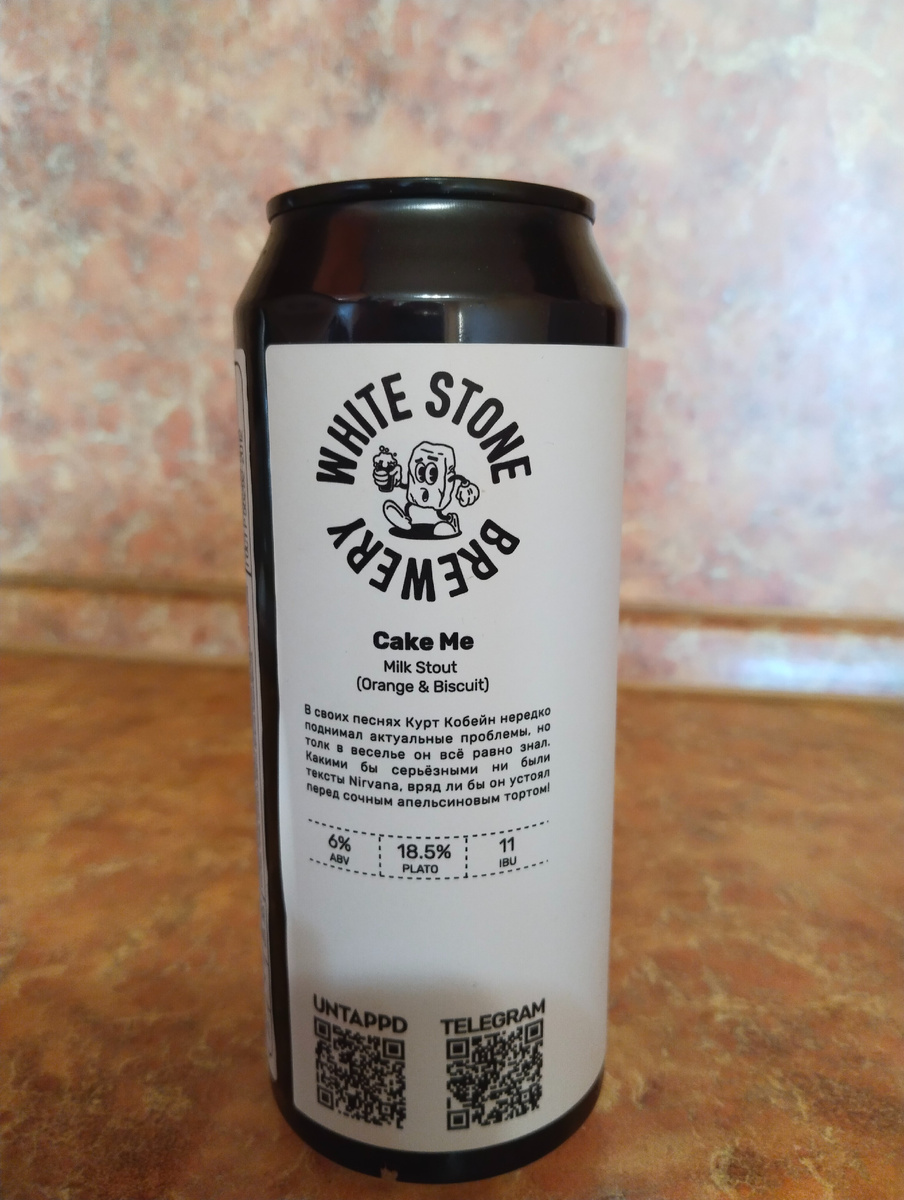 WHITE STONE
BREWERY
Cake Me
Milk Stout
(Orange & Biscuit)
В своих песнях Курт Кобейн нередко
поднимал актуальные проблемы, но
толк в веселье он всё равно знал.
Какими бы серьёзными ни были
тексты Nirvana, вряд ли бы он устоял
перед сочным апельсиновым тортом!
6%
ABV
18.5%
PLATO
11
IBU
UNTAPPD
TELEGRAM